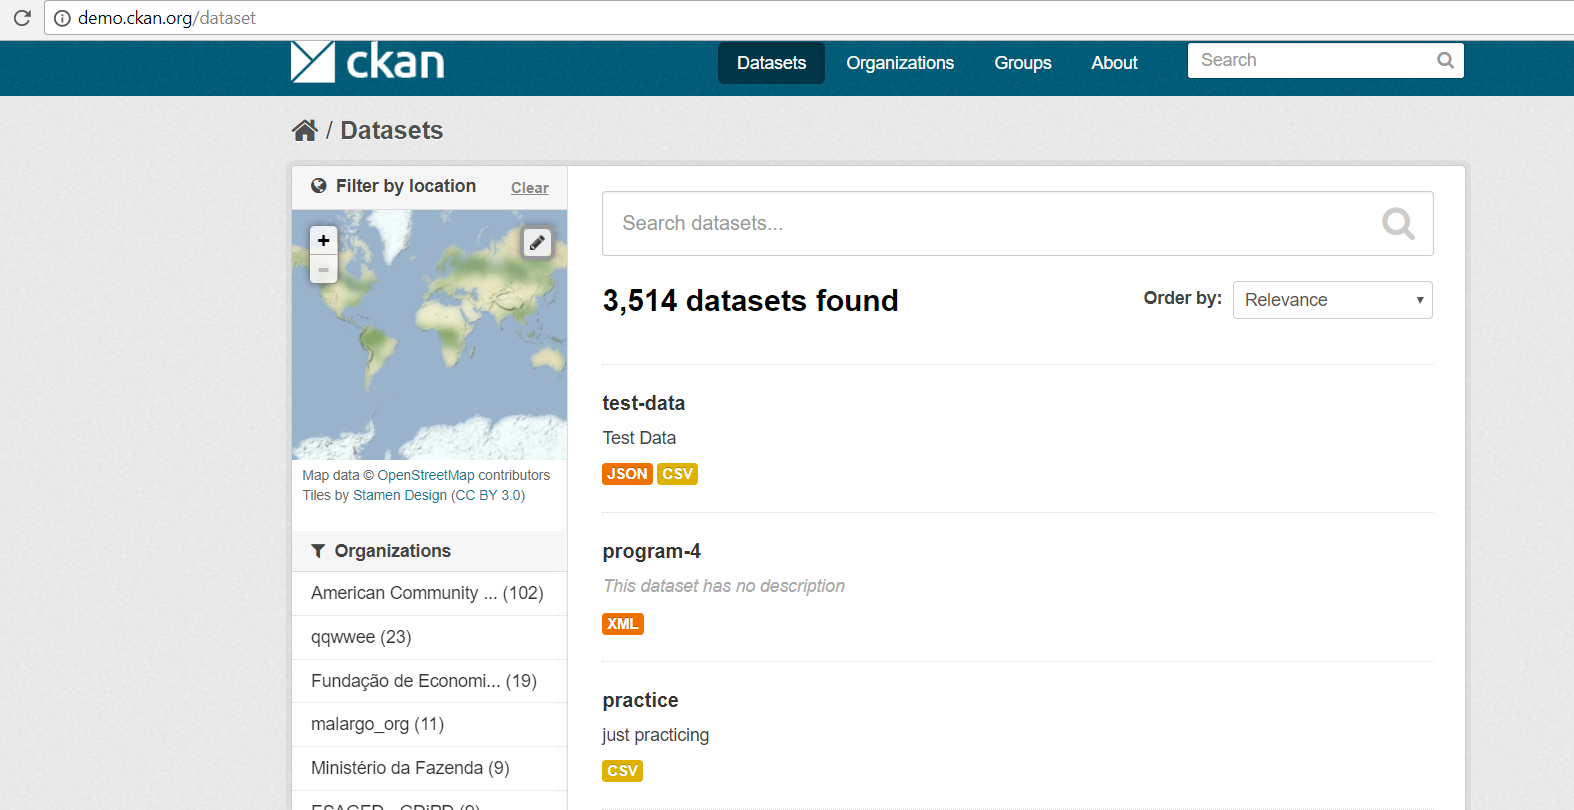 demo.ckan.org/dataset
ckan
Datasets
Organizations
Groups
About
Search
/ Datasets
Filter by location
Clear
+
-
Map data © OpenStreetMap contributors
Tiles by Stamen Design (CC BY 3.0)
Organizations
American Community ... (102)
qqwwee (23)
Fundação de Economi... (19)
malargo_org (11)
Ministério da Fazenda (9)
Search datasets...
3,514 datasets found
Order by:
Relevance
test-data
Test Data
JSON CSV
program-4
This dataset has no description
XML
practice
just practicing
CSV